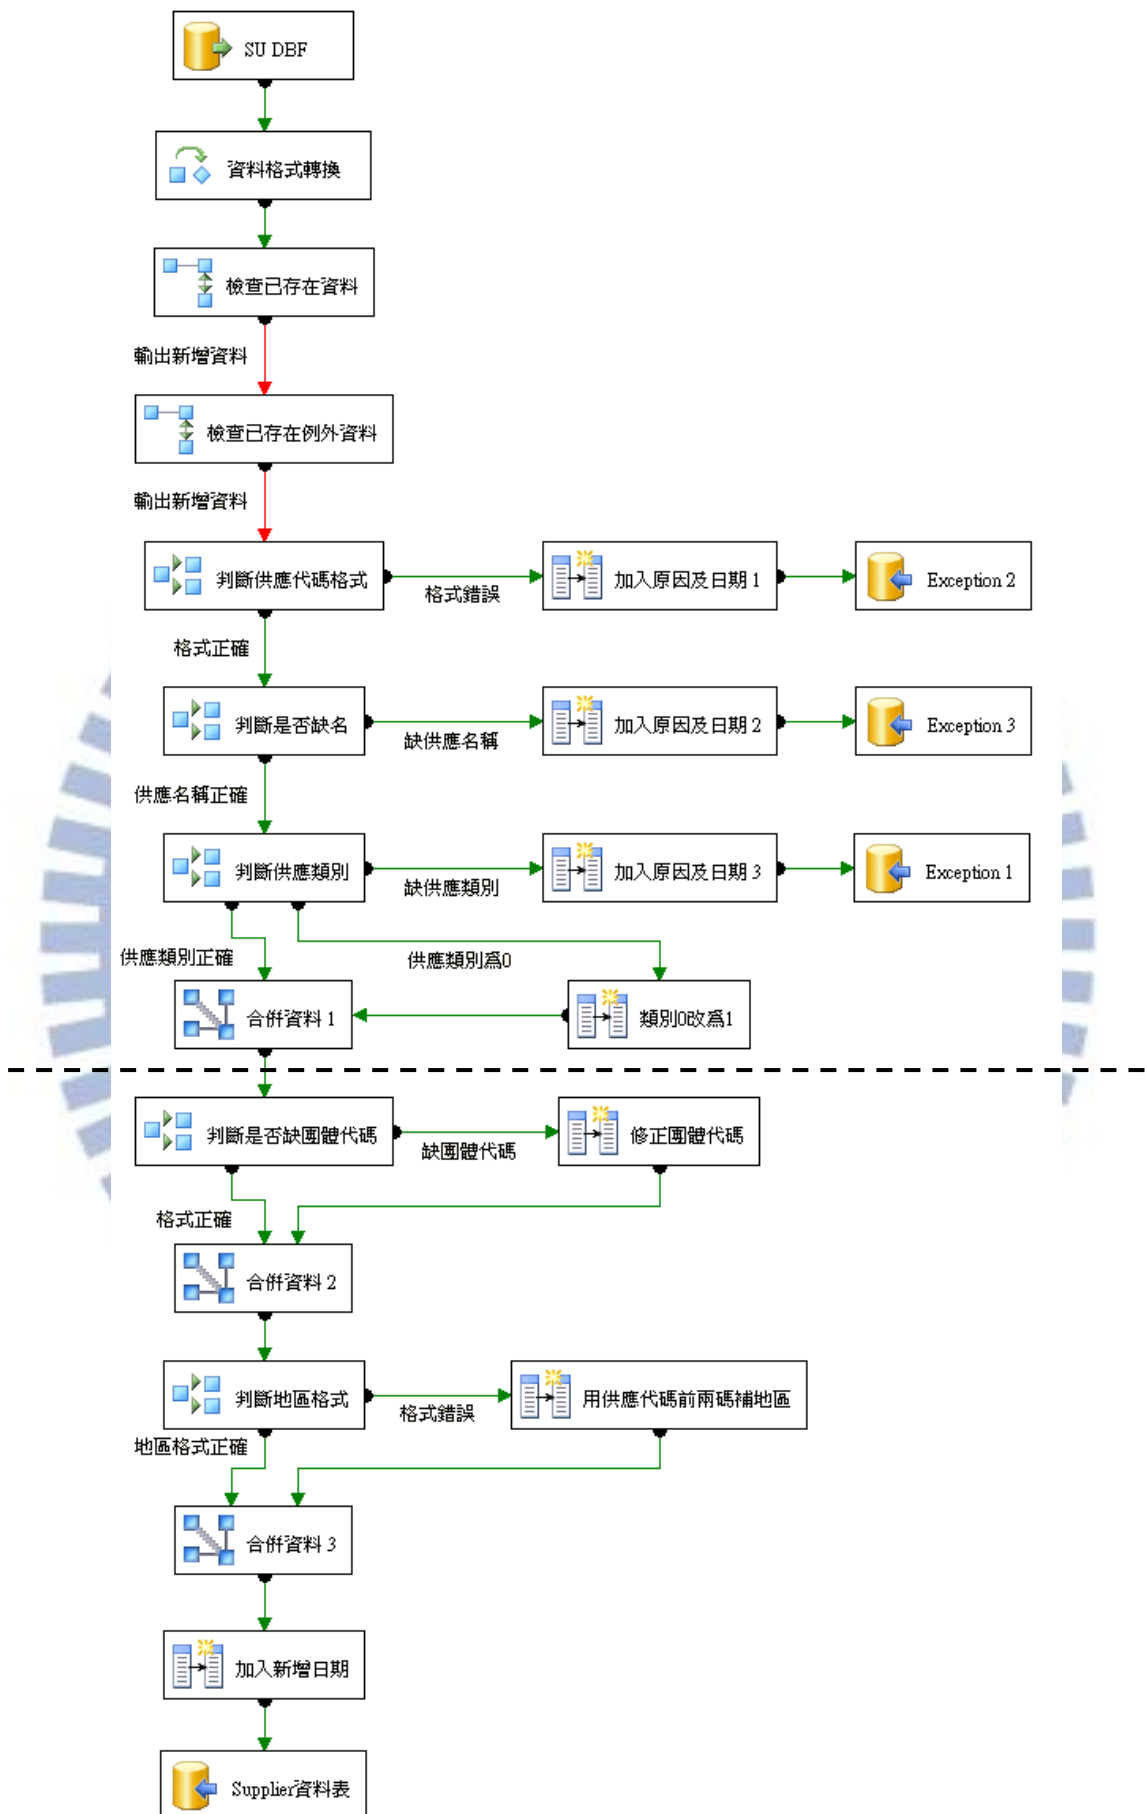 SU DBF
資料格式轉換
檢查已存在資料
輸出新增資料
檢查已存在例外資料
輸出新增資料
判斷供應代碼格式
格式錯誤
加入原因及日期 1
Exception 2
格式正確
判斷是否缺名
缺供應名稱
加入原因及日期 2
Exception 3
供應名稱正確
判斷供應類別
缺供應類別
加入原因及日期 3
Exception 1
供應類別正確
供應類別為0
合併資料 1
類別0改為1
判斷是否缺團體代碼
缺團體代碼
修正團體代碼
格式正確
合併資料 2
判斷地區格式
格式錯誤
用供應代碼前兩碼補地區
地區格式正確
合併資料 3
加入新增日期
Supplier資料表